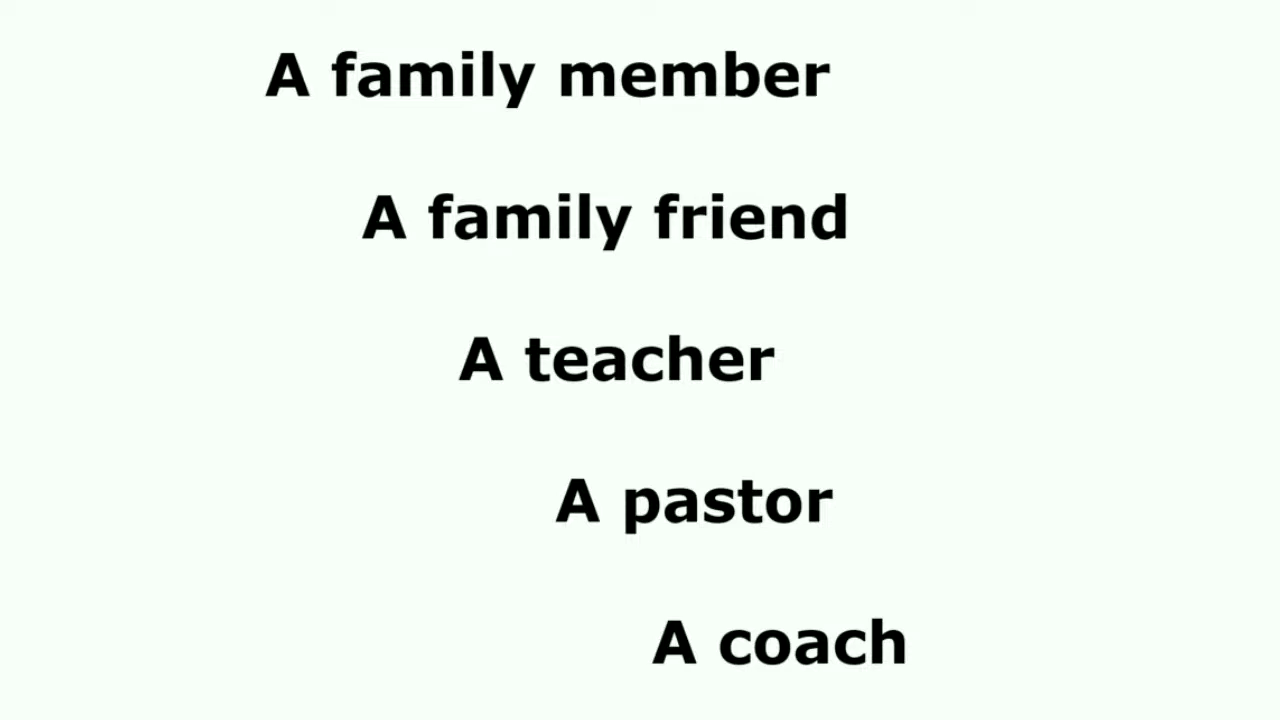 A family member
A family friend
A teacher
A pastor
A coach